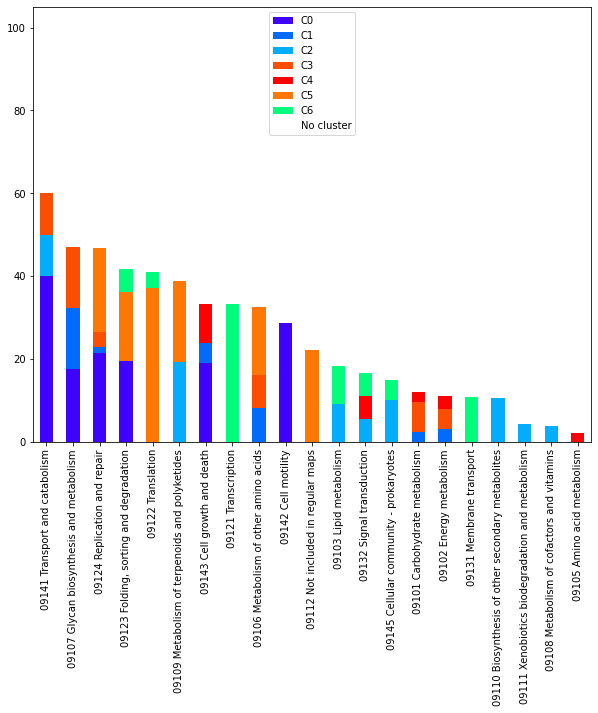 100
80
60
40
20
0
C0
C1
C2
C3
C4
C5
C6
No cluster
09141 Transport and catabolism
09107 Glycan biosynthesis and metabolism
09124 Replication and repair
09123 Folding, sorting and degradation
09122 Translation
09109 Metabolism of terpenoids and polyketides
09143 Cell growth and death
09121 Transcription
09106 Metabolism of other amino acids
09142 Cell motility
09112 Not included in regular maps
09103 Lipid metabolism
09132 Signal transduction
09145 Cellular community - prokaryotes
09101 Carbohydrate metabolism
09102 Energy metabolism
09131 Membrane transport
09110 Biosynthesis of other secondary metabolites
09111 Xenobiotics biodegradation and metabolism
09108 Metabolism of cofactors and vitamins
09105 Amino acid metabolism